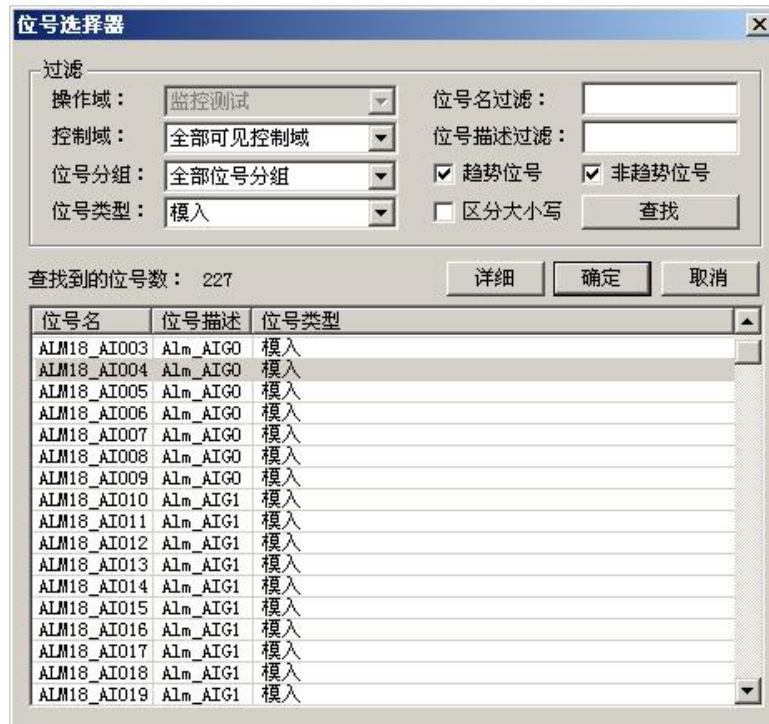 位号选择器
过滤
操作域： 监控测试 位号名过滤：
控制域： 全部可见控制域 位号描述过滤：
位号分组： 全部位号分组 趋势位号 非趋势位号
位号类型： 模入 区分大小写 查找
查找到的位号数： 227 详细 确定 取消
位号名 位号描述 位号类型
ALM18_AI003 Alm_AIG0 模入
ALM18_AI004 Alm_AIG0 模入
ALM18_AI005 Alm_AIG0 模入
ALM18_AI006 Alm_AIG0 模入
ALM18_AI007 Alm_AIG0 模入
ALM18_AI008 Alm_AIG0 模入
ALM18_AI009 Alm_AIG0 模入
ALM18_AI010 Alm_AIG1 模入
ALM18_AI011 Alm_AIG1 模入
ALM18_AI012 Alm_AIG1 模入
ALM18_AI013 Alm_AIG1 模入
ALM18_AI014 Alm_AIG1 模入
ALM18_AI015 Alm_AIG1 模入
ALM18_AI016 Alm_AIG1 模入
ALM18_AI017 Alm_AIG1 模入
ALM18_AI018 Alm_AIG1 模入
ALM18_AI019 Alm_AIG1 模入